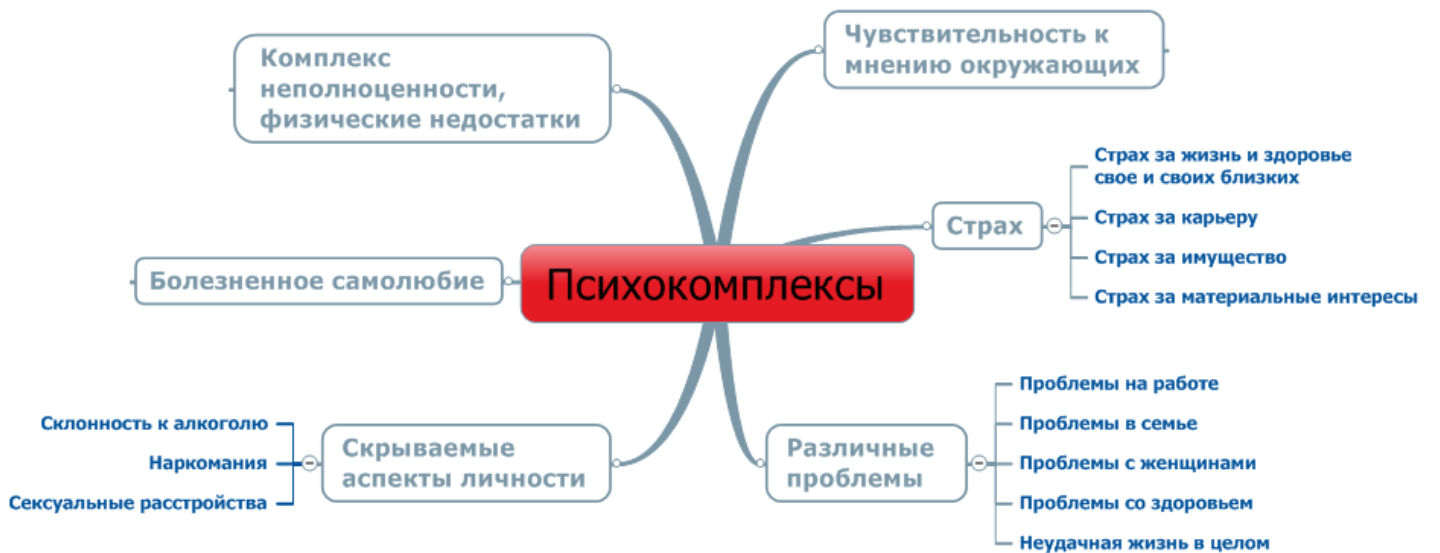 Комплекс
неполноценности,
физические недостатки
Чувствительность к
мнению окружающих
Страх за жизнь и здоровье
свое и своих близких
Страх
Страх за карьеру
Страх за имущество
Страх за материальные интересы
Болезненное самолюбие
Психокомплексы
Склонность к алкоголю
Наркомания
Сексуальные расстройства
Скрываемые
аспекты личности
Различные
проблемы
Проблемы на работе
Проблемы в семье
Проблемы с женщинами
Проблемы со здоровьем
Неудачная жизнь в целом